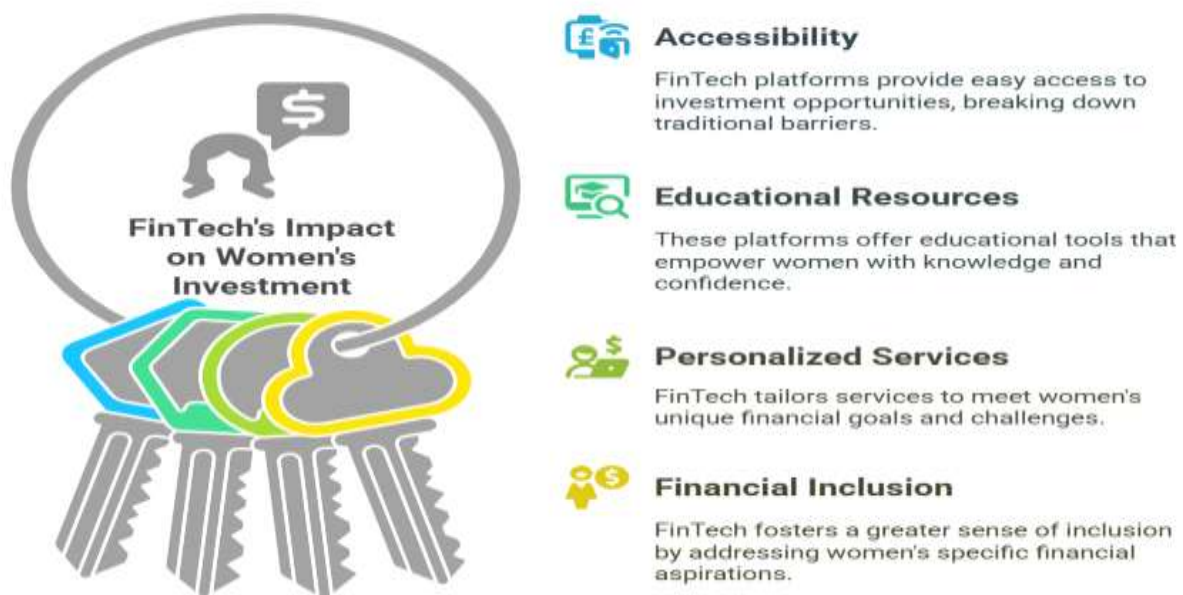 $
FinTech's Impact
on Women's
Investment
£
Accessibility
FinTech platforms provide easy access to
investment opportunities, breaking down
traditional barriers.
Educational Resources
These platforms offer educational tools that
empower women with knowledge and
confidence.
$
Personalized Services
FinTech tailors services to meet women's
unique financial goals and challenges.
$
Financial Inclusion
FinTech fosters a greater sense of inclusion
by addressing women's specific financial
aspirations.